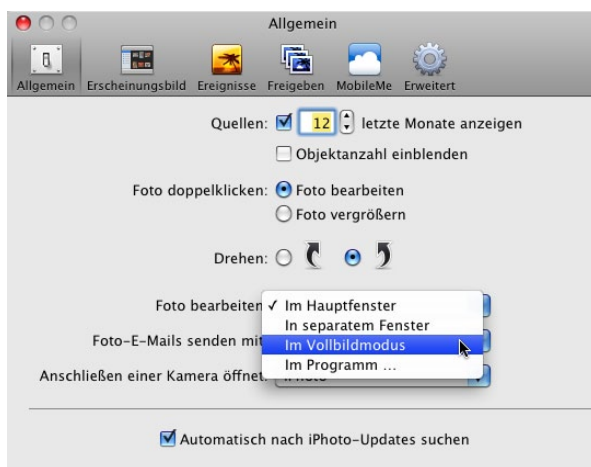 Allgemein
Allgemein Erscheinungsbild Ereignisse Freigeben MobileMe Erweitert
Quellen: 12 letzte Monate anzeigen
Objektanzahl einblenden
Foto doppelklicken: Foto bearbeiten
Foto vergrößern
Drehen:
Foto bearbeiten ✓ Im Hauptfenster
In separatem Fenster
Foto-E-Mails senden mit Im Vollbildmodus
Im Programm ...
Anschließen einer Kamera öffnet:
Automatisch nach iPhoto-Updates suchen